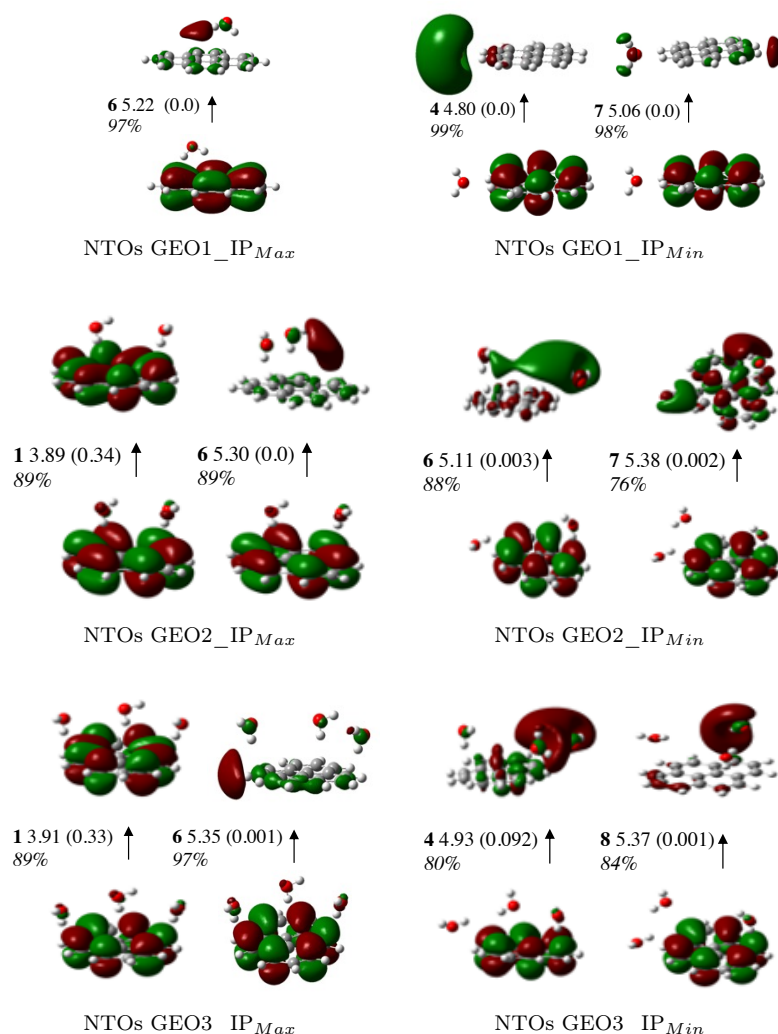 6 5.22 (0.0)
97%
4 4.80 (0.0)
99%
7 5.06 (0.0)
98%
NTOs GEO1_IP_Max
NTOs GEO1_IP_Min
1 3.89 (0.34)
89%
6 5.30 (0.0)
89%
6 5.11 (0.003)
88%
7 5.38 (0.002)
76%
NTOs GEO2_IP_Max
NTOs GEO2_IP_Min
1 3.91 (0.33)
89%
6 5.35 (0.001)
97%
4 4.93 (0.092)
80%
8 5.37 (0.001)
84%
NTOs GEO3 IP_Max
NTOs GEO3 IP_Min